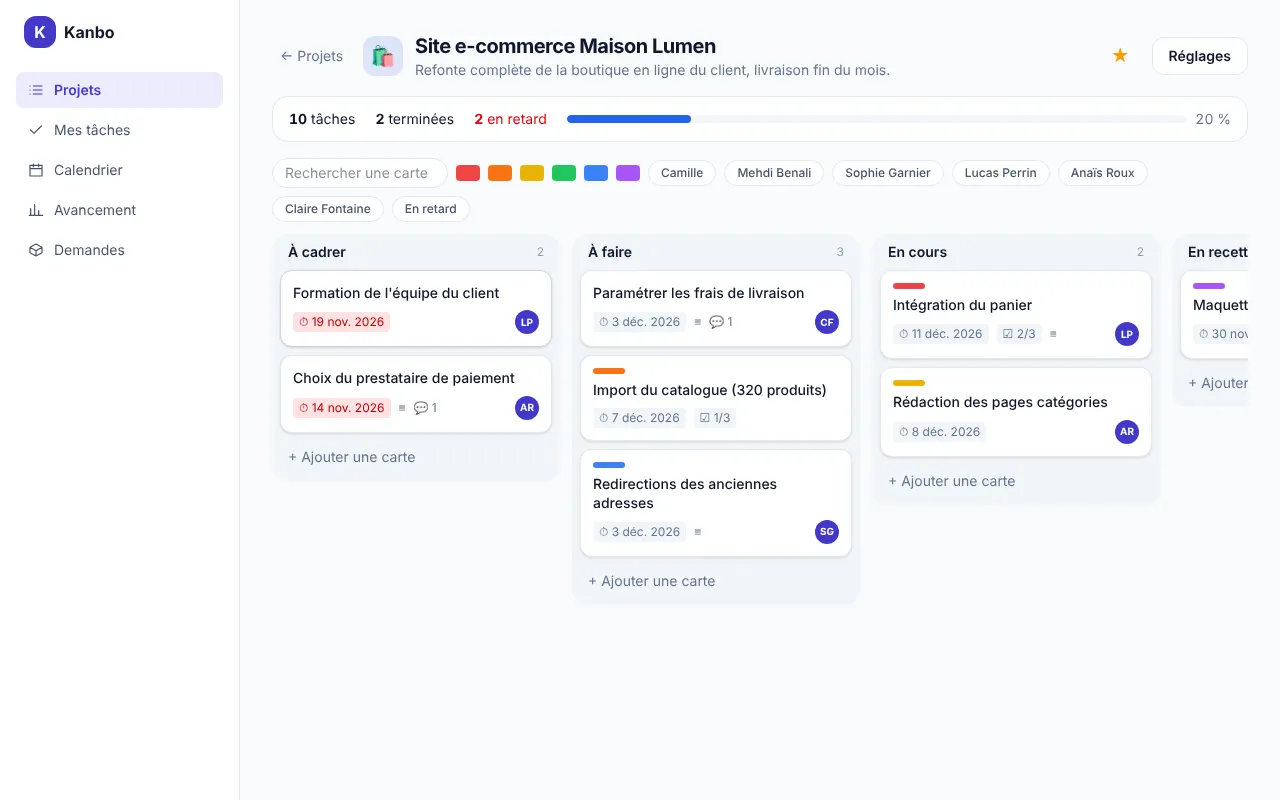 K Kanbo
Projets
Mes tâches
Calendrier
Avancement
Demandes
← Projets
Site e-commerce Maison Lumen
Refonte complète de la boutique en ligne du client, livraison fin du mois.
★ Réglages
10 tâches 2 terminées 2 en retard 20 %
Rechercher une carte Camille Mehdi Benali Sophie Garnier Lucas Perrin Anaïs Roux
Claire Fontaine En retard
À cadrer 2
Formation de l'équipe du client
19 nov. 2026 LP
Choix du prestataire de paiement
14 nov. 2026 1 AR
+ Ajouter une carte
À faire 3
Paramétrer les frais de livraison
3 déc. 2026 1 CF
Import du catalogue (320 produits)
7 déc. 2026 1/3
Redirections des anciennes
adresses
3 déc. 2026 SG
+ Ajouter une carte
En cours 2
Intégration du panier
11 déc. 2026 2/3 LP
Rédaction des pages catégories
8 déc. 2026 AR
+ Ajouter une carte
En recett
Maquett
30 nov
+ Ajouter